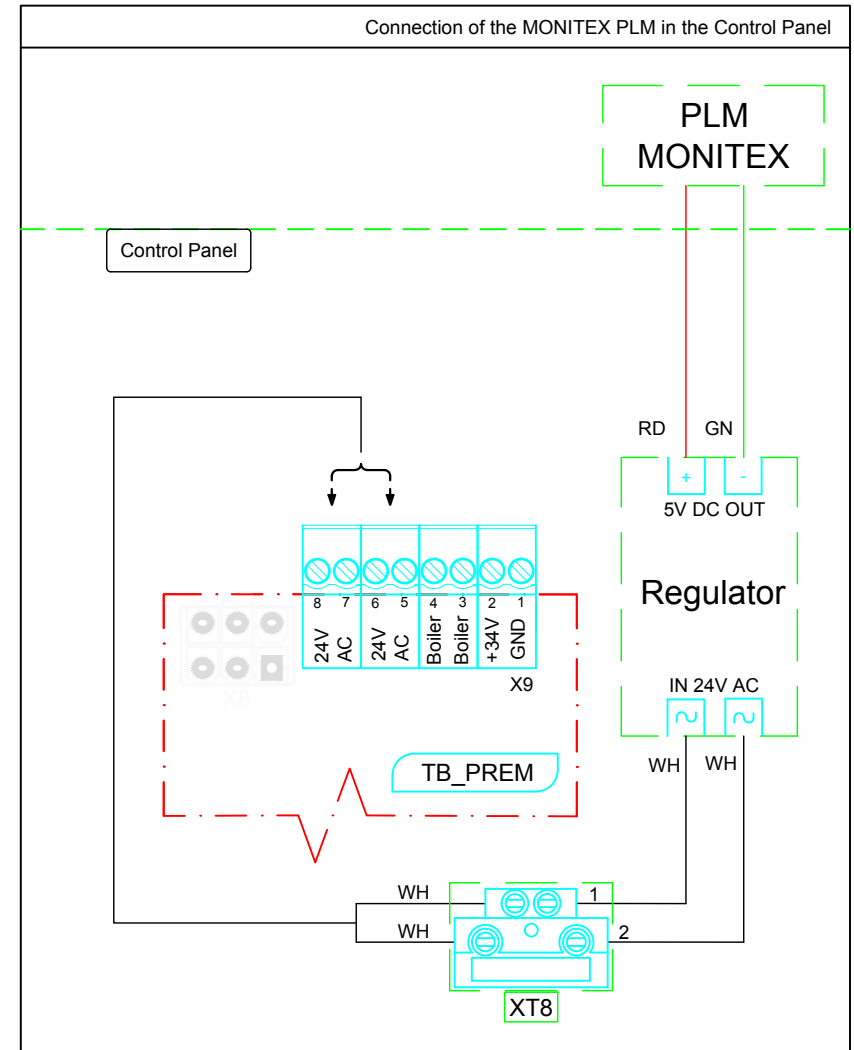 Connection of the MONITEX PLM in the Control Panel
PLM
MONITEX
Control Panel
RD GN
+ -
5V DC OUT
Regulator
8 7 6 5 4 3 2 1
24V
AC
24V
AC
Boiler
Boiler
+34V
GND
X9
X8
IN 24V AC
WH WH
TB_PREM
WH 1
WH 2
XT8